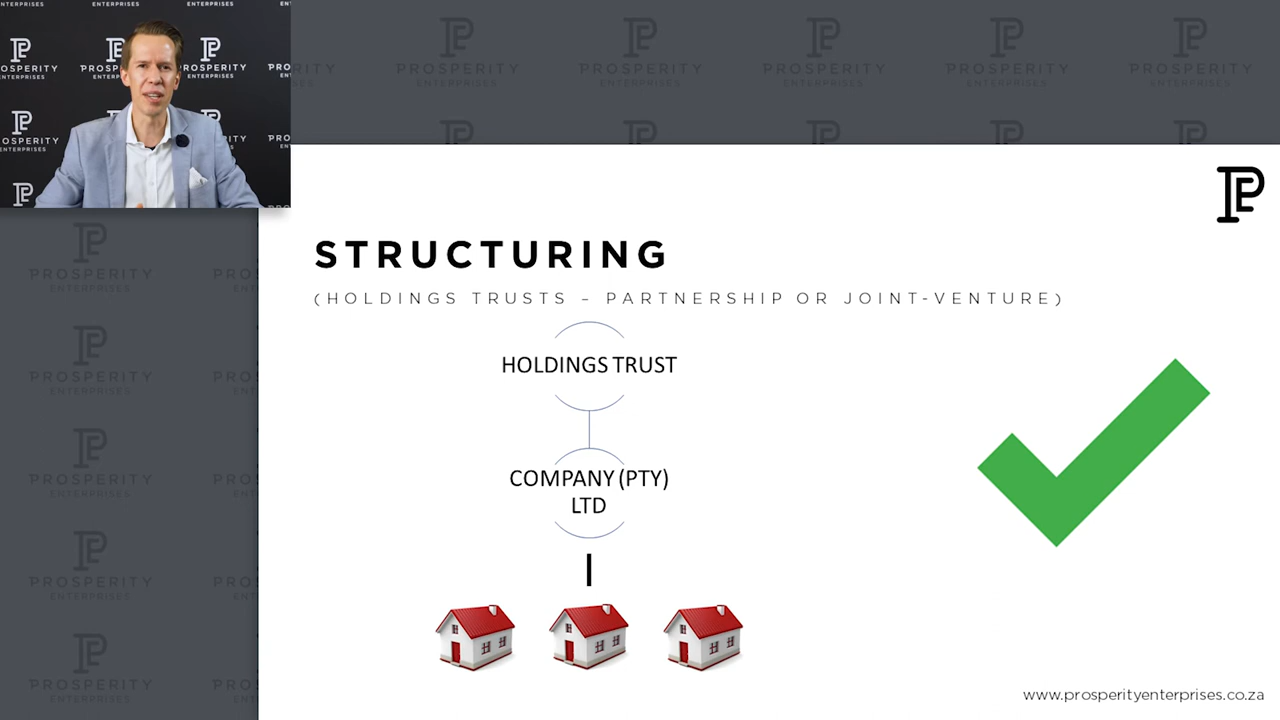 STRUCTURING
(HOLDINGS TRUSTS – PARTNERSHIP OR JOINT-VENTURE)
HOLDINGS TRUST
COMPANY (PTY)
LTD
www.prosperityenterprises.co.za
PROSPERITY
ENTERPRISES